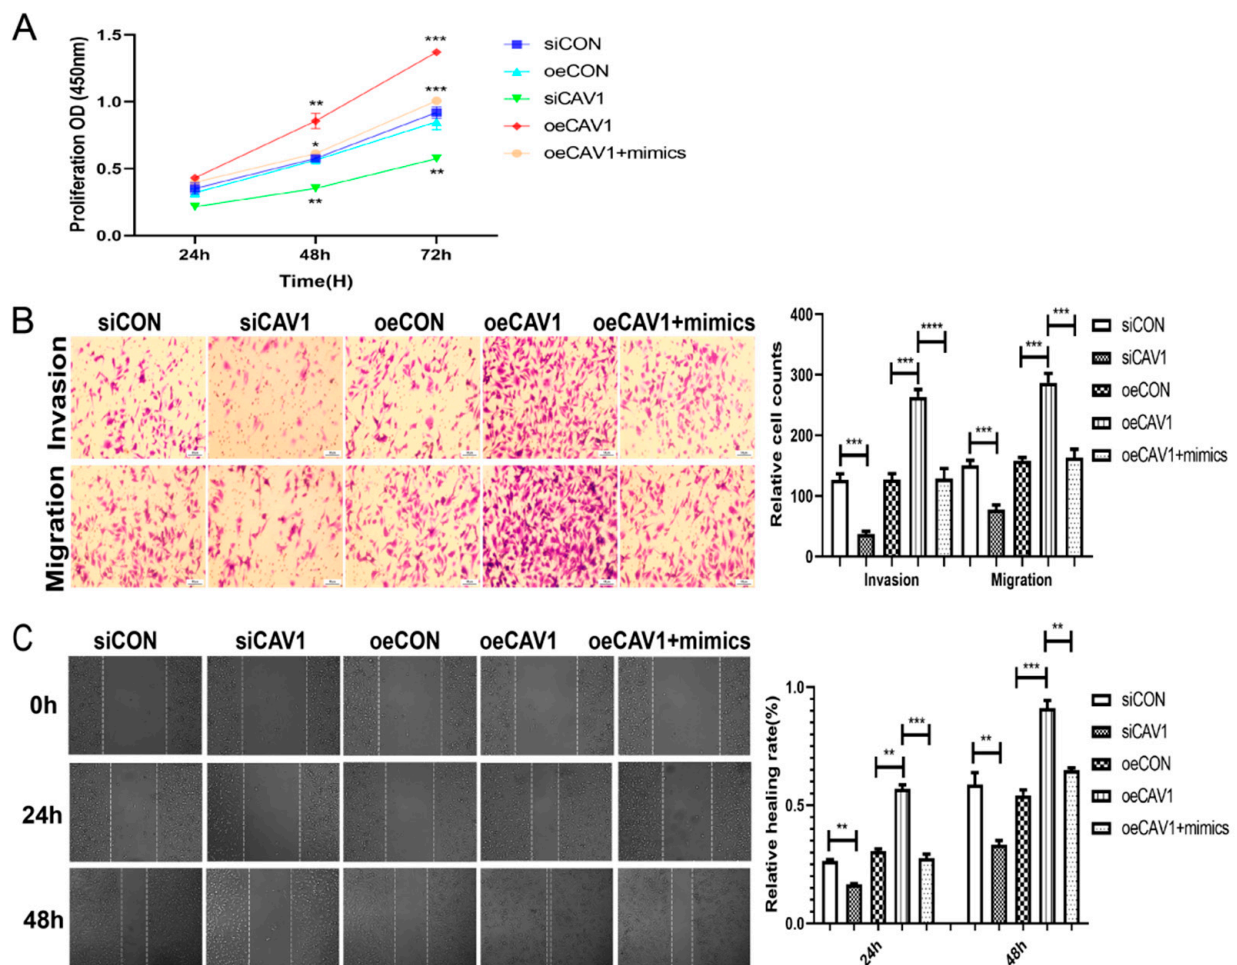 A
Proliferation OD (450nm)
1.5
1.0
0.5
0.0
24h 48h 72h
Time(H)
*** ** *** * ** **
siCON
oeCON
siCAV1
oeCAV1
oeCAV1+mimics
B
siCON siCAV1 oeCON oeCAV1 oeCAV1+mimics
Invasion
Migration
Relative cell counts
400
300
200
100
0
*** *** **** *** *** ***
Invasion Migration
siCON
siCAV1
oeCON
oeCAV1
oeCAV1+mimics
C
siCON siCAV1 oeCON oeCAV1 oeCAV1+mimics
0h
24h
48h
Relative healing rate(%)
1.0
0.5
0.0
** ** *** ** *** **
24h 48h
siCON
siCAV1
oeCON
oeCAV1
oeCAV1+mimics